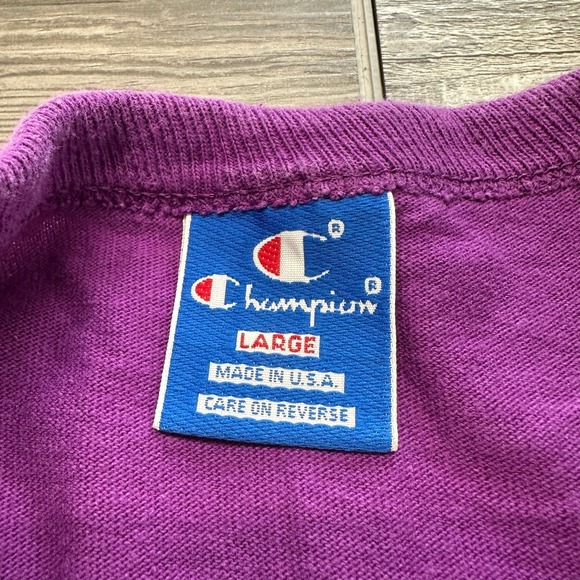 C®
Champion®
LARGE
MADE IN U.S.A.
CARE ON REVERSE